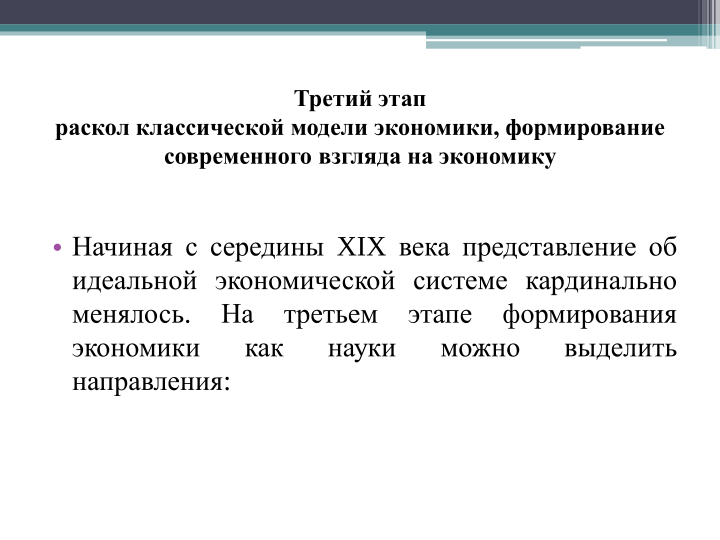 Третий этап
раскол классической модели экономики, формирование
современного взгляда на экономику
• Начиная с середины XIX века представление об
идеальной экономической системе кардинально
менялось. На третьем этапе формирования
экономики как науки можно выделить
направления: